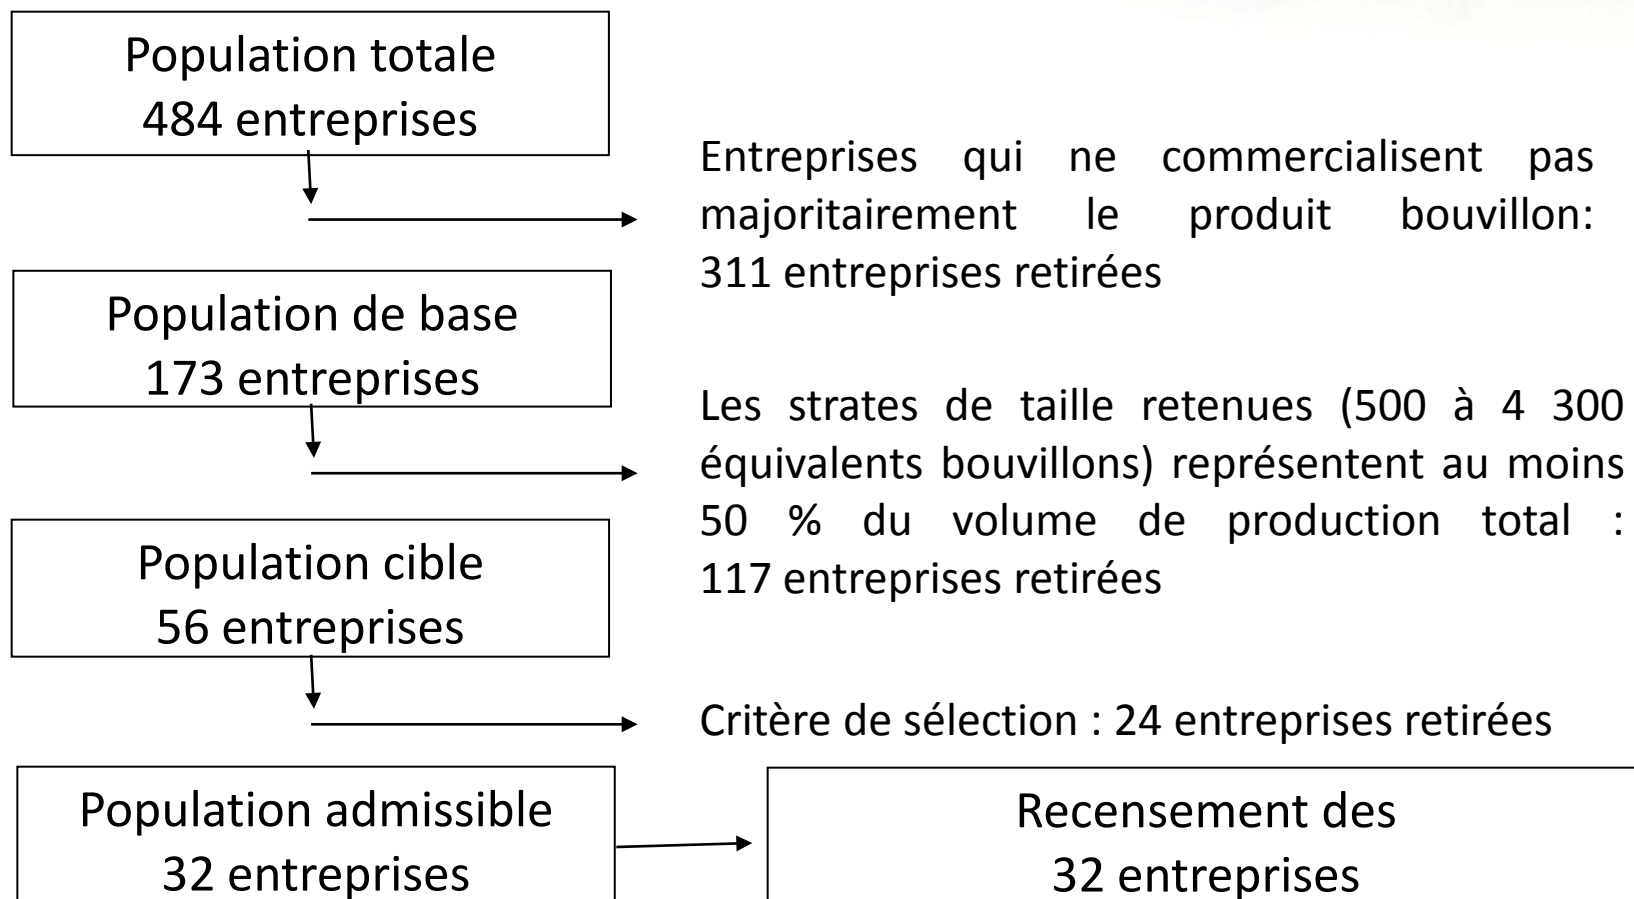 Population totale
484 entreprises
Entreprises qui ne commercialisent pas
majoritairement le produit bouvillon:
311 entreprises retirées
Population de base
173 entreprises
Les strates de taille retenues (500 à 4 300
équivalents bouvillons) représentent au moins
50 % du volume de production total :
117 entreprises retirées
Population cible
56 entreprises
Critère de sélection : 24 entreprises retirées
Population admissible
32 entreprises
Recensement des
32 entreprises